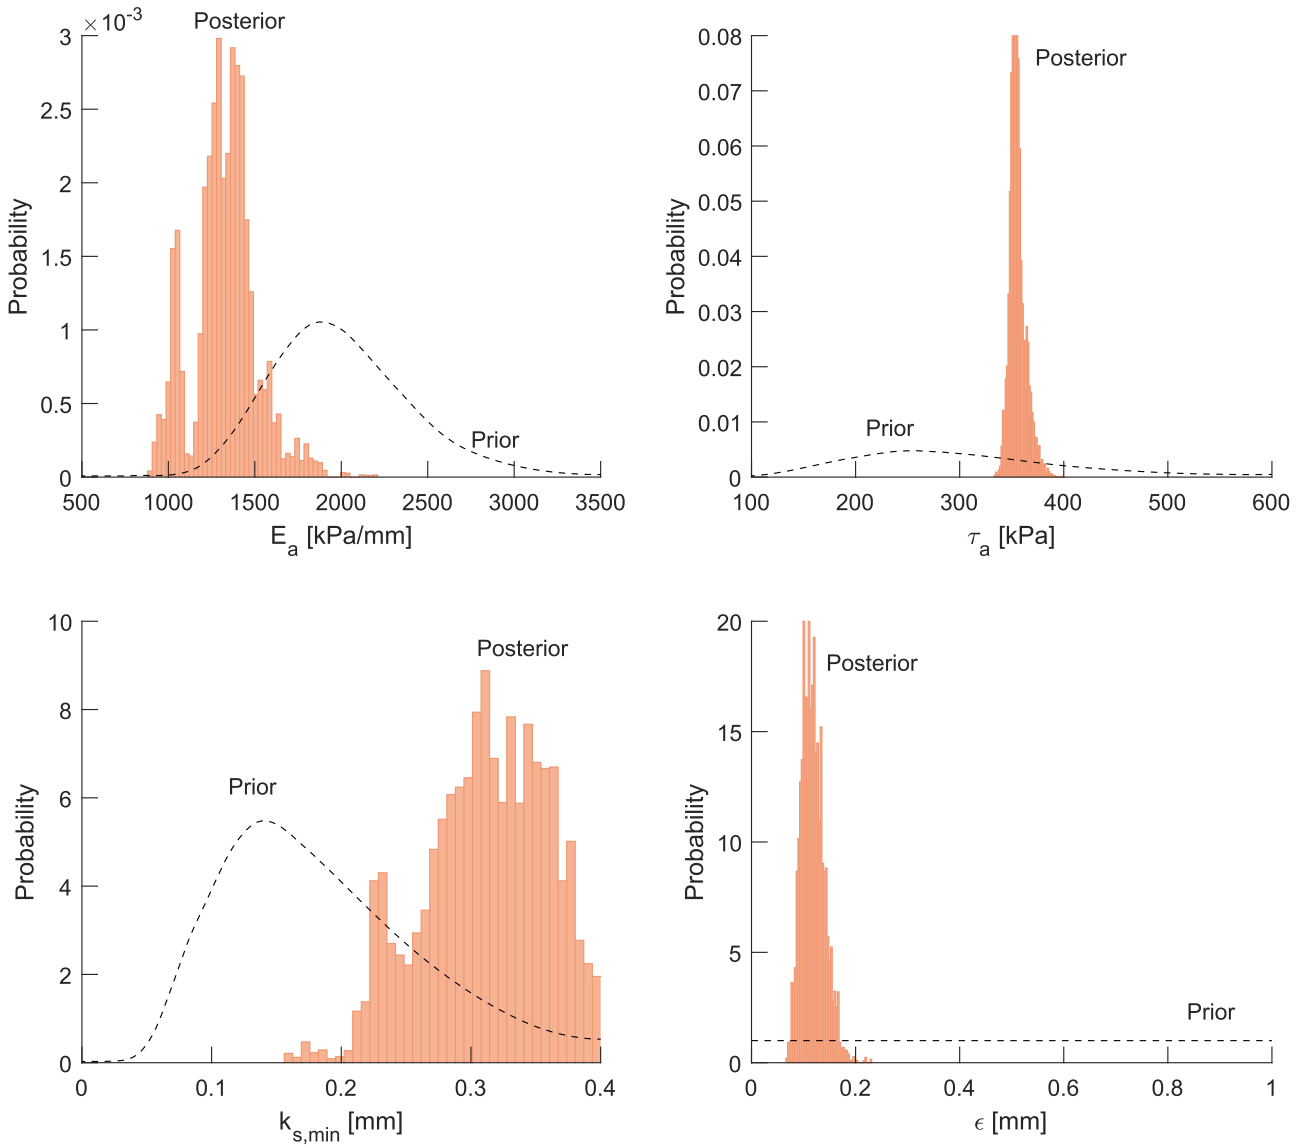 ×10⁻³
Posterior
3
2.5
2
1.5
1
0.5
0
Probability
Prior
500 1000 1500 2000 2500 3000 3500
Eₐ [kPa/mm]
0.08
Posterior
0.07
0.06
0.05
0.04
0.03
0.02
0.01
0
Probability
Prior
100 200 300 400 500 600
τₐ [kPa]
10
Posterior
8
6
4
2
0
Probability
Prior
0 0.1 0.2 0.3 0.4
k_s,min [mm]
20
Posterior
15
10
5
0
Probability
Prior
0 0.2 0.4 0.6 0.8 1
ϵ [mm]